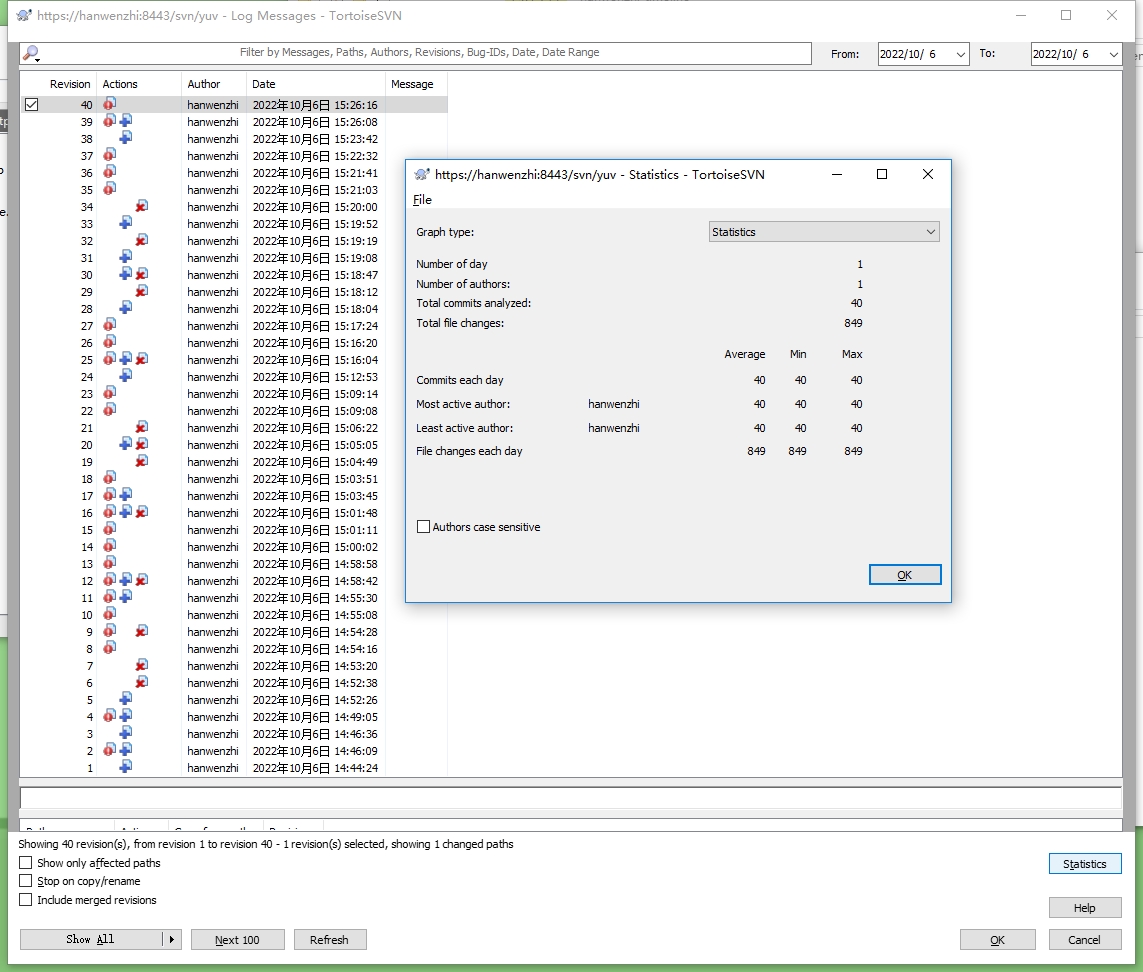 https://hanwenzhi:8443/svn/yuv - Log Messages - TortoiseSVN
Filter by Messages, Paths, Authors, Revisions, Bug-IDs, Date, Date Range
From: 2022/10/ 6 To: 2022/10/ 6
Revision Actions Author Date Message
40 hanwenzhi 2022年10月6日 15:26:16
39 hanwenzhi 2022年10月6日 15:26:08
38 hanwenzhi 2022年10月6日 15:23:42
37 hanwenzhi 2022年10月6日 15:22:32
36 hanwenzhi 2022年10月6日 15:21:41
35 hanwenzhi 2022年10月6日 15:21:03
34 hanwenzhi 2022年10月6日 15:20:00
33 hanwenzhi 2022年10月6日 15:19:52
32 hanwenzhi 2022年10月6日 15:19:19
31 hanwenzhi 2022年10月6日 15:19:08
30 hanwenzhi 2022年10月6日 15:18:47
29 hanwenzhi 2022年10月6日 15:18:12
28 hanwenzhi 2022年10月6日 15:18:04
27 hanwenzhi 2022年10月6日 15:17:24
26 hanwenzhi 2022年10月6日 15:16:20
25 hanwenzhi 2022年10月6日 15:16:04
24 hanwenzhi 2022年10月6日 15:12:53
23 hanwenzhi 2022年10月6日 15:09:14
22 hanwenzhi 2022年10月6日 15:09:08
21 hanwenzhi 2022年10月6日 15:06:22
20 hanwenzhi 2022年10月6日 15:05:05
19 hanwenzhi 2022年10月6日 15:04:49
18 hanwenzhi 2022年10月6日 15:03:51
17 hanwenzhi 2022年10月6日 15:03:45
16 hanwenzhi 2022年10月6日 15:01:48
15 hanwenzhi 2022年10月6日 15:01:11
14 hanwenzhi 2022年10月6日 15:00:02
13 hanwenzhi 2022年10月6日 14:58:58
12 hanwenzhi 2022年10月6日 14:58:42
11 hanwenzhi 2022年10月6日 14:55:30
10 hanwenzhi 2022年10月6日 14:55:08
9 hanwenzhi 2022年10月6日 14:54:28
8 hanwenzhi 2022年10月6日 14:54:16
7 hanwenzhi 2022年10月6日 14:53:20
6 hanwenzhi 2022年10月6日 14:52:38
5 hanwenzhi 2022年10月6日 14:52:26
4 hanwenzhi 2022年10月6日 14:49:05
3 hanwenzhi 2022年10月6日 14:46:36
2 hanwenzhi 2022年10月6日 14:46:09
1 hanwenzhi 2022年10月6日 14:44:24
https://hanwenzhi:8443/svn/yuv - Statistics - TortoiseSVN
File
Graph type: Statistics
Number of day 1
Number of authors: 1
Total commits analyzed: 40
Total file changes: 849
Average Min Max
Commits each day 40 40 40
Most active author: hanwenzhi 40 40 40
Least active author: hanwenzhi 40 40 40
File changes each day 849 849 849
Authors case sensitive
OK
Showing 40 revision(s), from revision 1 to revision 40 - 1 revision(s) selected, showing 1 changed paths
Show only affected paths
Statistics
Stop on copy/rename
Include merged revisions
Help
Show All Next 100 Refresh OK Cancel